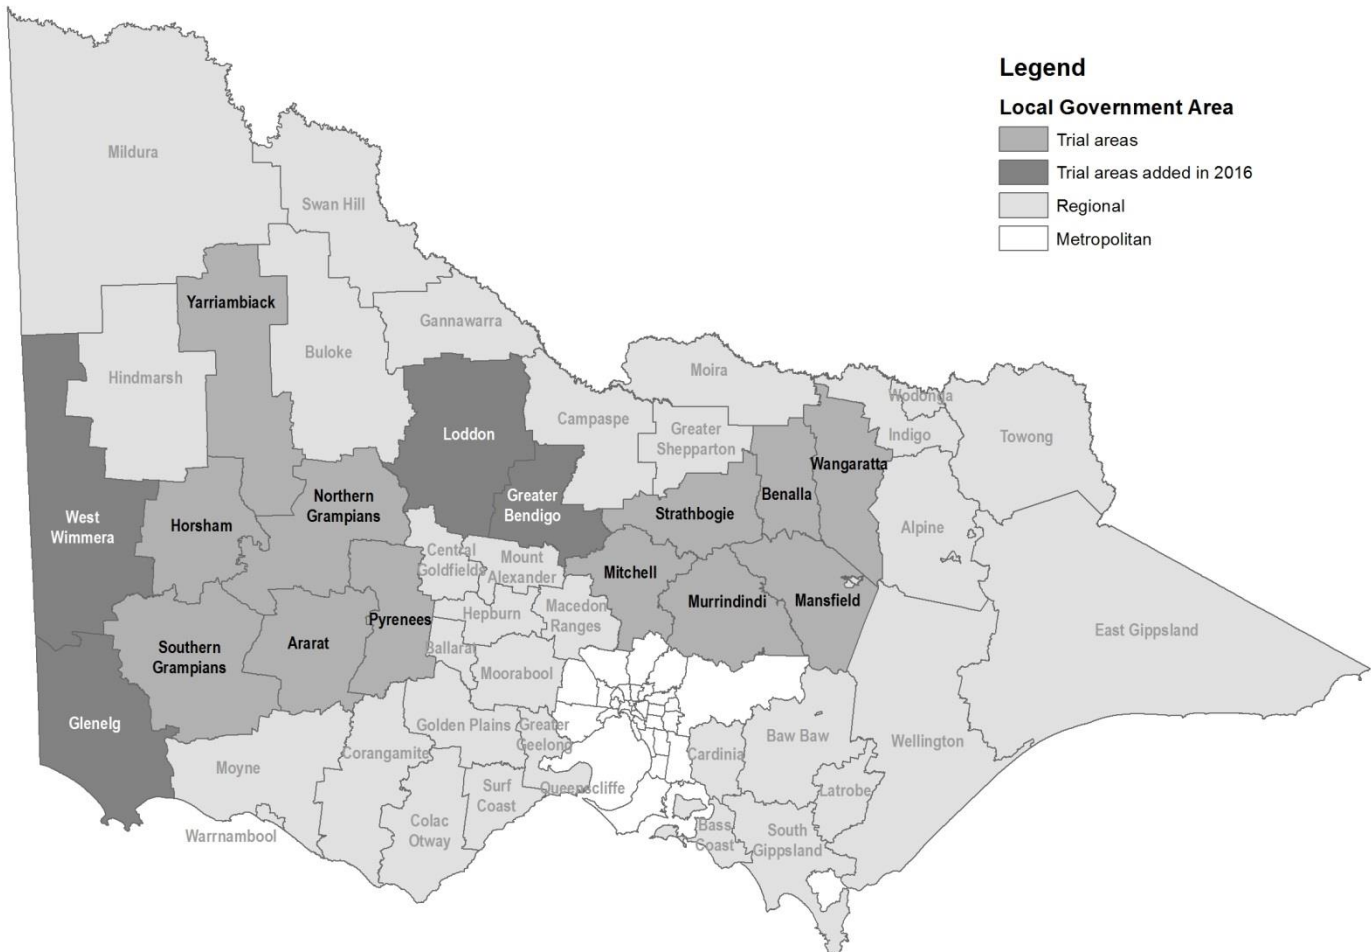 Legend
Local Government Area
Trial areas
Trial areas added in 2016
Regional
Metropolitan
Mildura
Swan Hill
Yarriambiack
Gannawarra
Buloke
Hindmarsh
Moira
Wodonga
Indigo
Towong
Campaspe
Greater
Shepparton
Loddon
Wangaratta
Benalla
Northern
Grampians
Greater
Bendigo
Strathbogie
West
Wimmera
Horsham
Alpine
Central
Goldfields
Mount
Alexander
Mitchell
Murrindindi
Mansfield
Hepburn
Macedon
Ranges
Pyrenees
East Gippsland
Southern
Grampians
Ararat
Ballarat
Moorabool
Glenelg
Golden Plains
Greater
Geelong
Cardinia
Baw Baw
Wellington
Moyne
Corangamite
Surf
Coast
Queenscliffe
Latrobe
Warrnambool
Colac
Otway
Bass
Coast
South
Gippsland